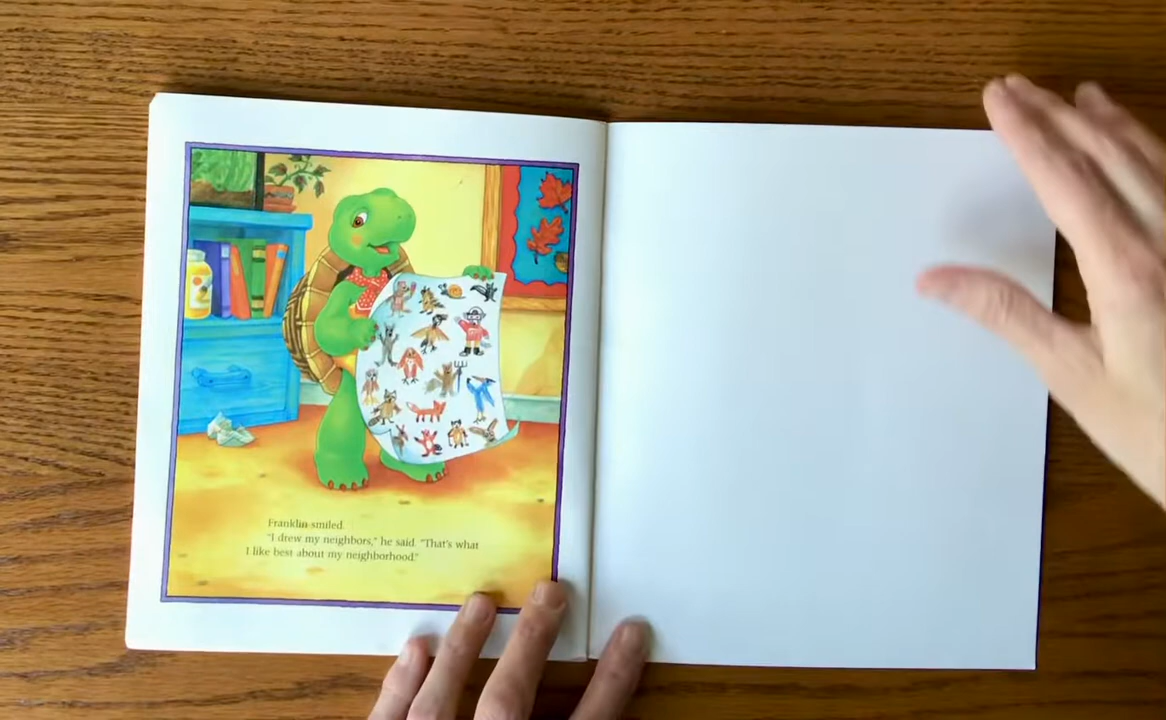 Franklin smiled.
"I drew my neighbors," he said. "That's what
I like best about my neighborhood."